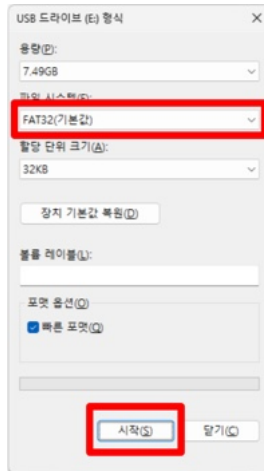 USB 드라이브 (E:) 형식
용량(P):
7.49GB
파일 시스템(F):
FAT32(기본값)
할당 단위 크기(A):
32KB
장치 기본값 복원(D)
볼륨 레이블(L):
포맷 옵션(O)
빠른 포맷(Q)
시작(S)
닫기(C)